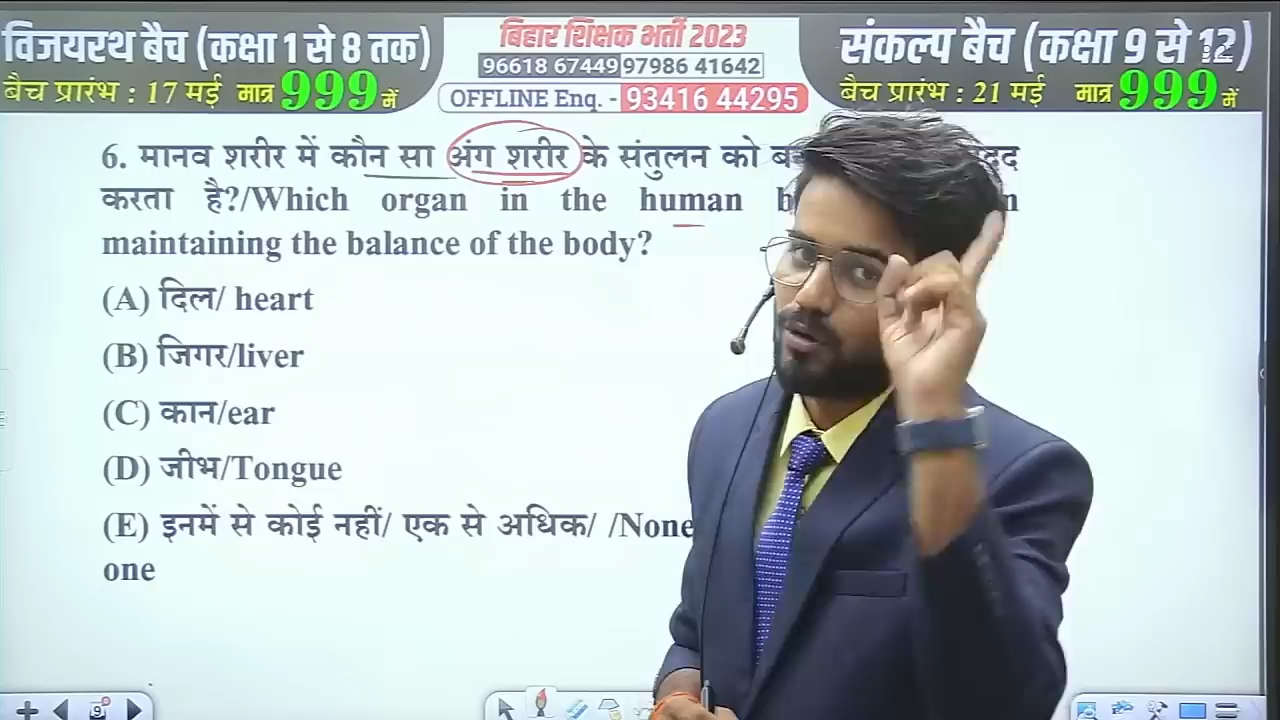 विजयरथ बैच (कक्षा 1 से 8 तक)
बैच प्रारंभ : 17 मई मात्र 999 में
बिहार शिक्षक भर्ती 2023
96618 67449 97986 41642
OFFLINE Enq. - 93416 44295
संकल्प बैच (कक्षा 9 से 12)
बैच प्रारंभ : 21 मई मात्र 999 में
6. मानव शरीर में कौन सा अंग शरीर के संतुलन को
करता है?/Which organ in the human
maintaining the balance of the body?
(A) दिल/ heart
(B) जिगर/liver
(C) कान/ear
(D) जीभ/Tongue
(E) इनमें से कोई नहीं/ एक से अधिक/ /None
one